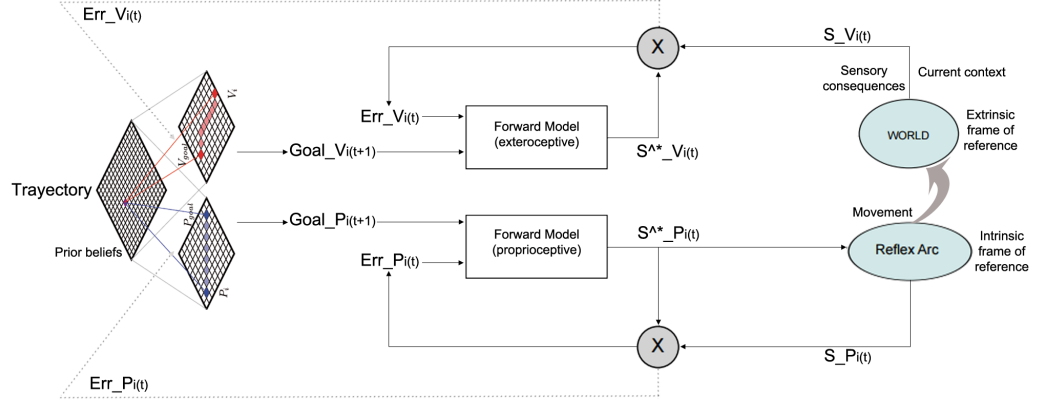 Err_Vi(t)
S_Vi(t)
X
Sensory
consequences
Current context
Vi
Vgoal
Err_Vi(t)
Forward Model
(exteroceptive)
WORLD
Extrinsic
frame of
reference
Goal_Vi(t+1)
S^*_Vi(t)
Trayectory
Pgoal
Goal_Pi(t+1)
S^*_Pi(t)
Movement
Forward Model
(proprioceptive)
Prior beliefs
Err_Pi(t)
Reflex Arc
Intrinsic
frame of
reference
Pi
X
S_Pi(t)
Err_Pi(t)